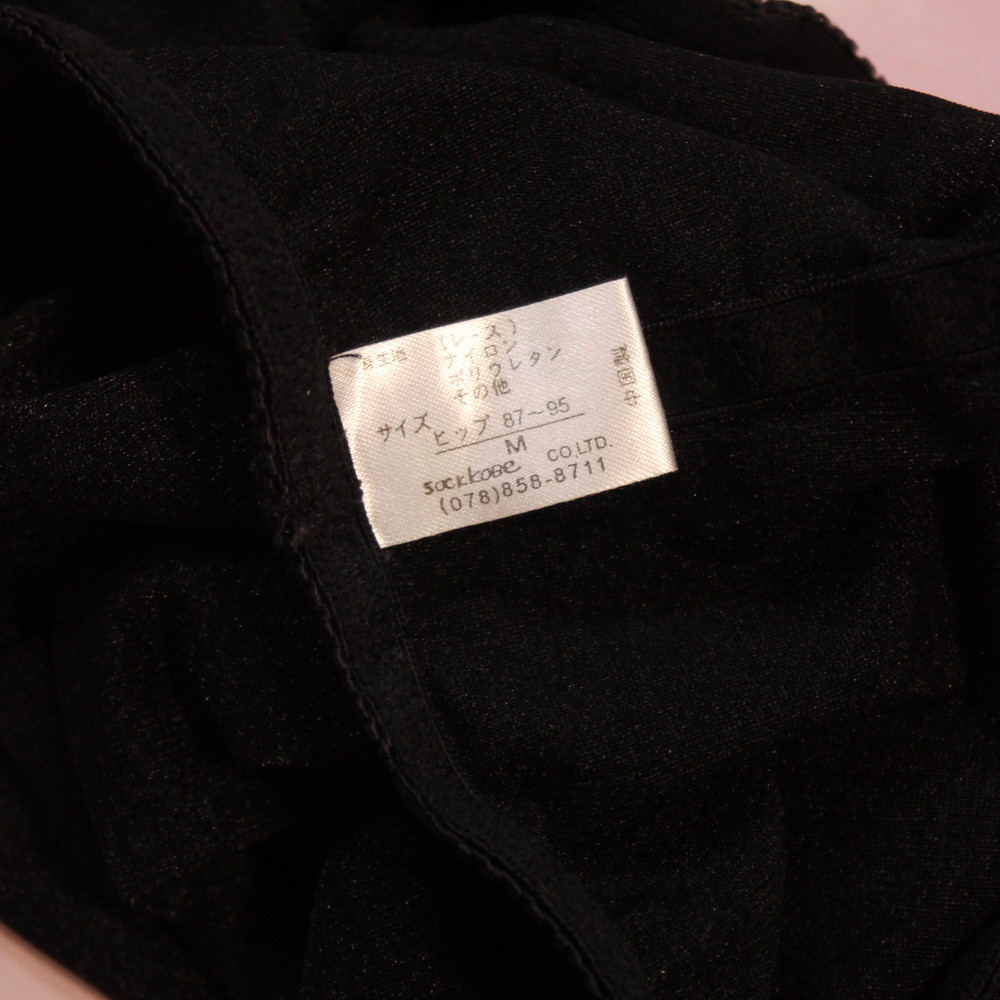 (レース)
ナイロン
ポリウレタン
その他
サイズ
ヒップ 87～95
M
sockkobe CO,LTD.
(078)858-8711